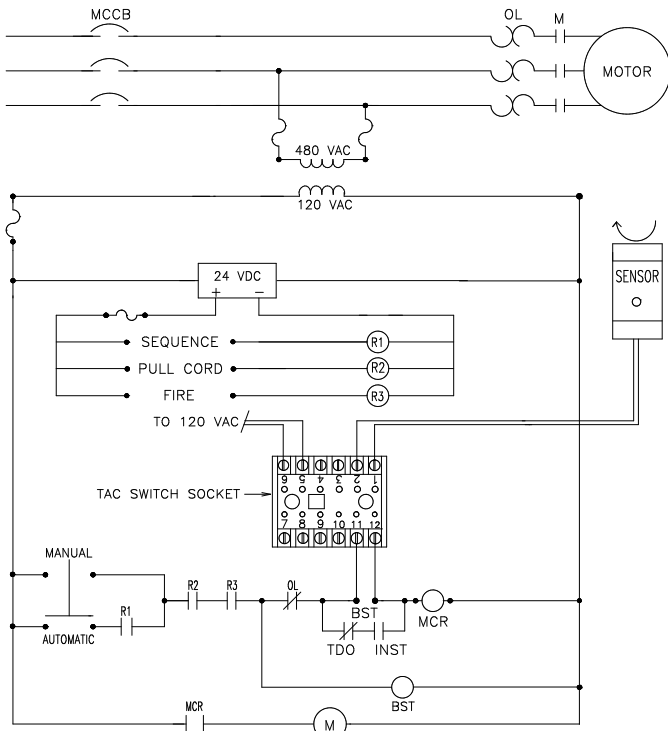 MCCB
OL
M
MOTOR
480 VAC
120 VAC
24 VDC
+
−
SENSOR
SEQUENCE
R1
PULL CORD
R2
FIRE
R3
TO 120 VAC
6 5 4 3 2 1
TAC SWITCH SOCKET
7 8 9 10 11 12
MANUAL
R2
R3
OL
R1
BST
MCR
AUTOMATIC
TDO
INST
BST
MCR
M